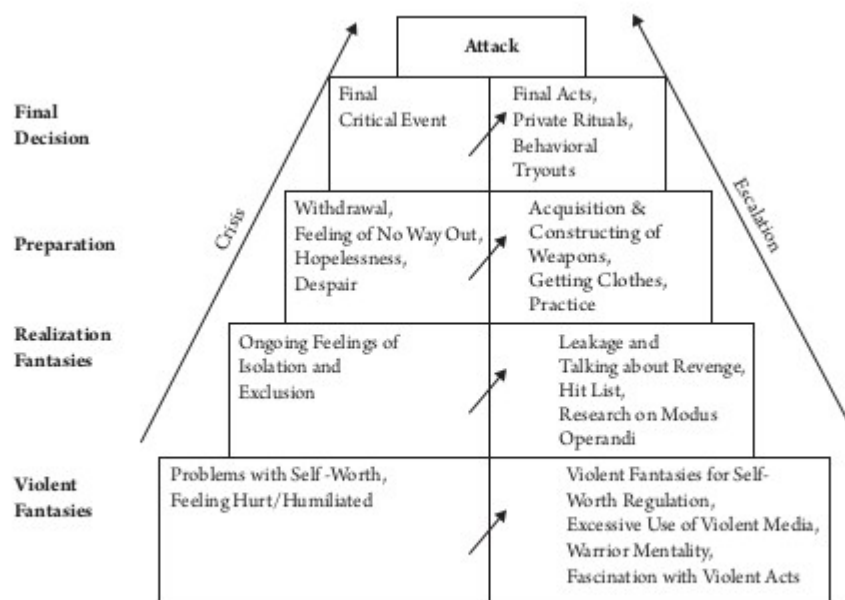 Attack
Final
Decision
Final
Critical Event
Final Acts,
Private Rituals,
Behavioral
Tryouts
Crisis
Escalation
Preparation
Withdrawal,
Feeling of No Way Out,
Hopelessness,
Despair
Acquisition &
Constructing of
Weapons,
Getting Clothes,
Practice
Realization
Fantasies
Ongoing Feelings of
Isolation and
Exclusion
Leakage and
Talking about Revenge,
Hit List,
Research on Modus
Operandi
Violent
Fantasies
Problems with Self -Worth,
Feeling Hurt/Humiliated
Violent Fantasies for Self-
Worth Regulation,
Excessive Use of Violent Media,
Warrior Mentality,
Fascination with Violent Acts